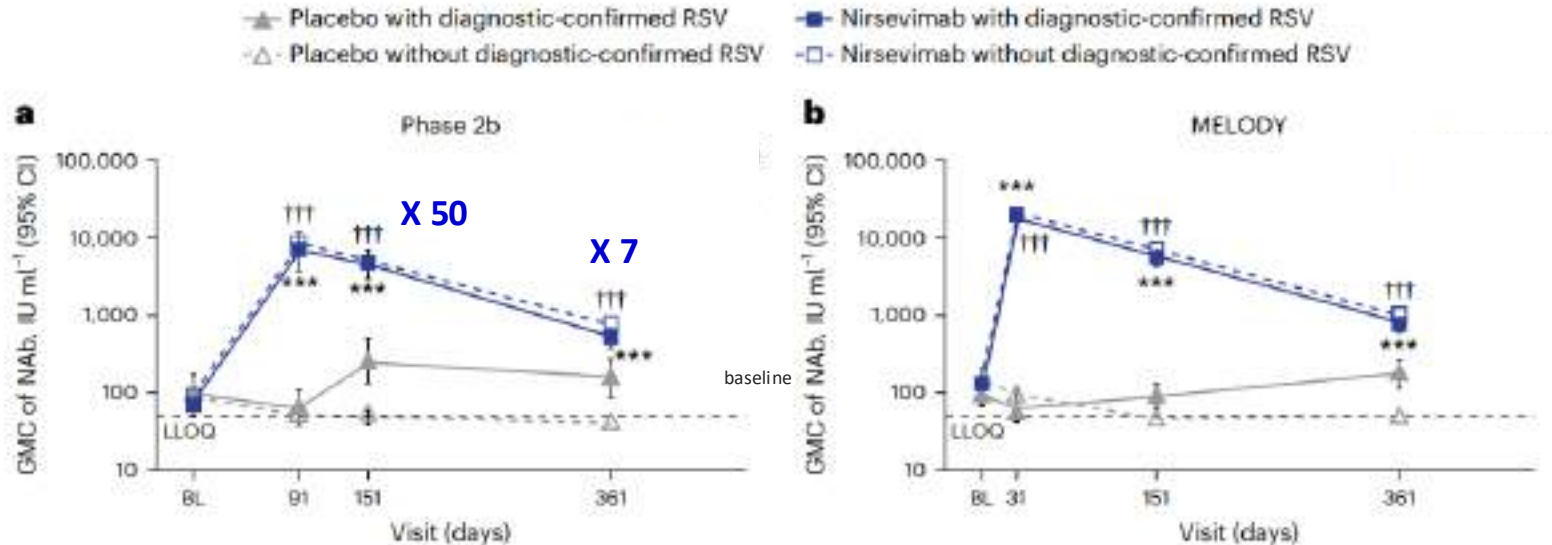 Placebo with diagnostic-confirmed RSV
Nirsevimab with diagnostic-confirmed RSV
Placebo without diagnostic-confirmed RSV
Nirsevimab without diagnostic-confirmed RSV
a
Phase 2b
GMC of NAb, IU ml⁻¹ (95% CI)
100,000
10,000
1,000
100
10
†††
†††
X 50
X 7
***
***
†††
***
LLOQ
BL 91 151 361
Visit (days)
baseline
b
MELODY
GMC of NAb, IU ml⁻¹ (95% CI)
100,000
10,000
1,000
100
10
***
†††
†††
***
†††
***
LLOQ
BL 31 151 361
Visit (days)